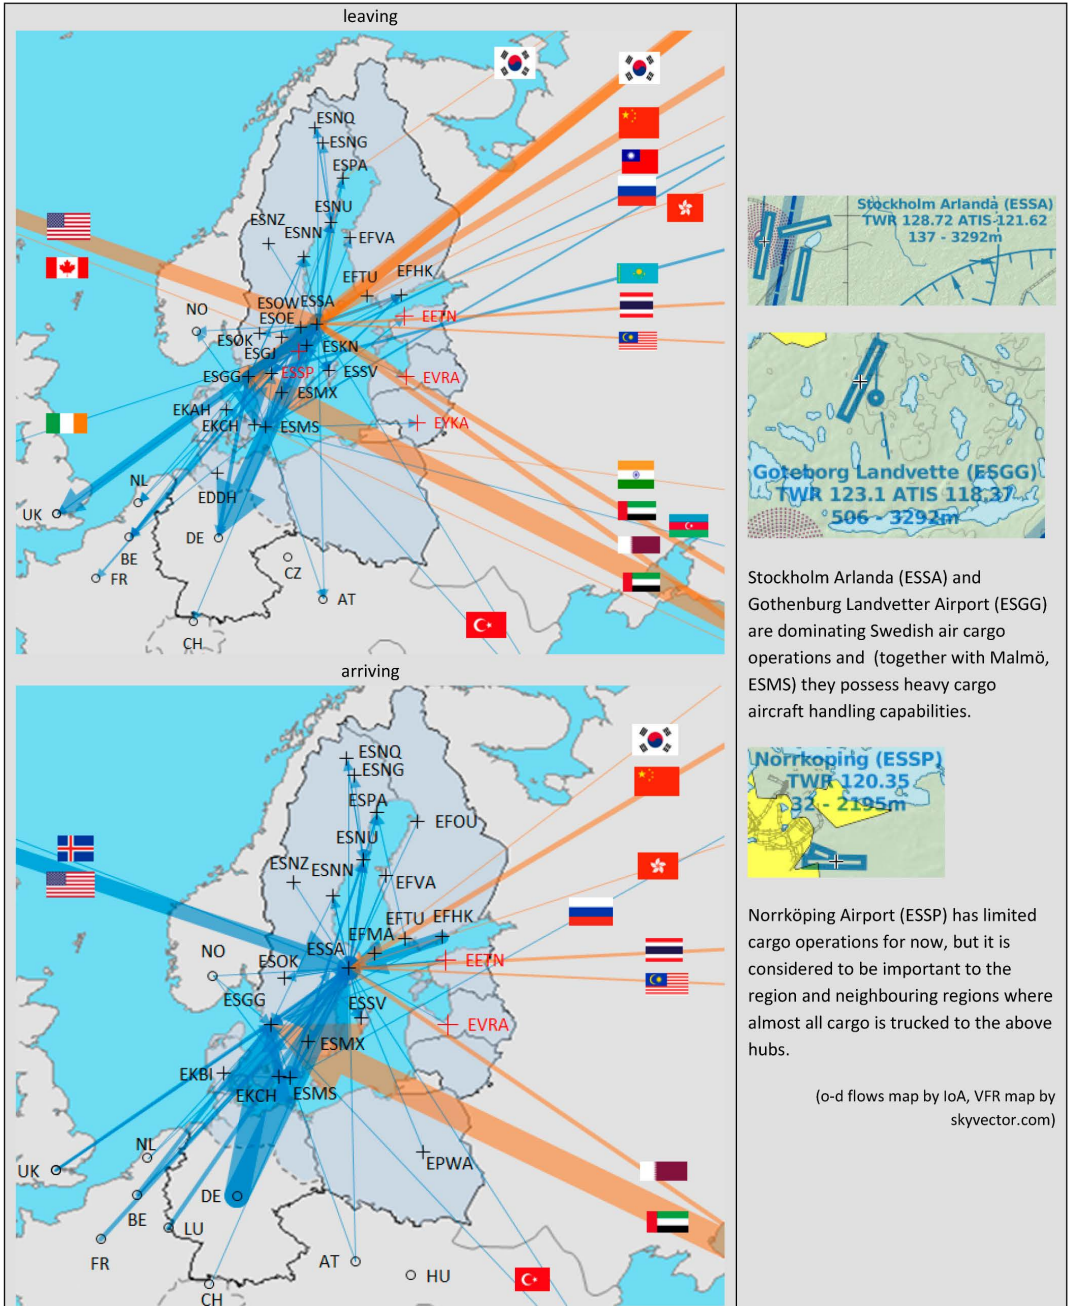 leaving
ESNQ
ESNG
ESPA
ESNU
ESNZ
ESNN
EFVA
EFTU
EFHK
ESOW
ESSA
NO
ESOE
EETN
ESOK
ESGJ
ESKN
ESGG
ESSP
ESSV
EVRA
ESMX
EKAH
EKCH
ESMS
EYKA
NL
EDDH
UK
DE
BE
CZ
FR
AT
CH
arriving
ESNQ
ESNG
ESPA
EFOU
ESNU
ESNZ
ESNN
EFVA
EFTU
EFHK
EFMA
NO
ESSA
ESOK
EETN
ESGG
ESSV
EVRA
ESMX
EKBI
EKCH
ESMS
NL
EPWA
UK
DE
BE
LU
FR
AT
HU
CH
Stockholm Arlanda (ESSA)
TWR 128.72 ATIS 121.62
137 - 3292m
Goteborg Landvette (ESGG)
TWR 123.1 ATIS 118.37
506 - 3292m
Stockholm Arlanda (ESSA) and
Gothenburg Landvetter Airport (ESGG)
are dominating Swedish air cargo
operations and (together with Malmö,
ESMS) they possess heavy cargo
aircraft handling capabilities.
Norrkoping (ESSP)
TWR 120.35
32 - 2195m
Norrköping Airport (ESSP) has limited
cargo operations for now, but it is
considered to be important to the
region and neighbouring regions where
almost all cargo is trucked to the above
hubs.
(o-d flows map by IoA, VFR map by
skyvector.com)